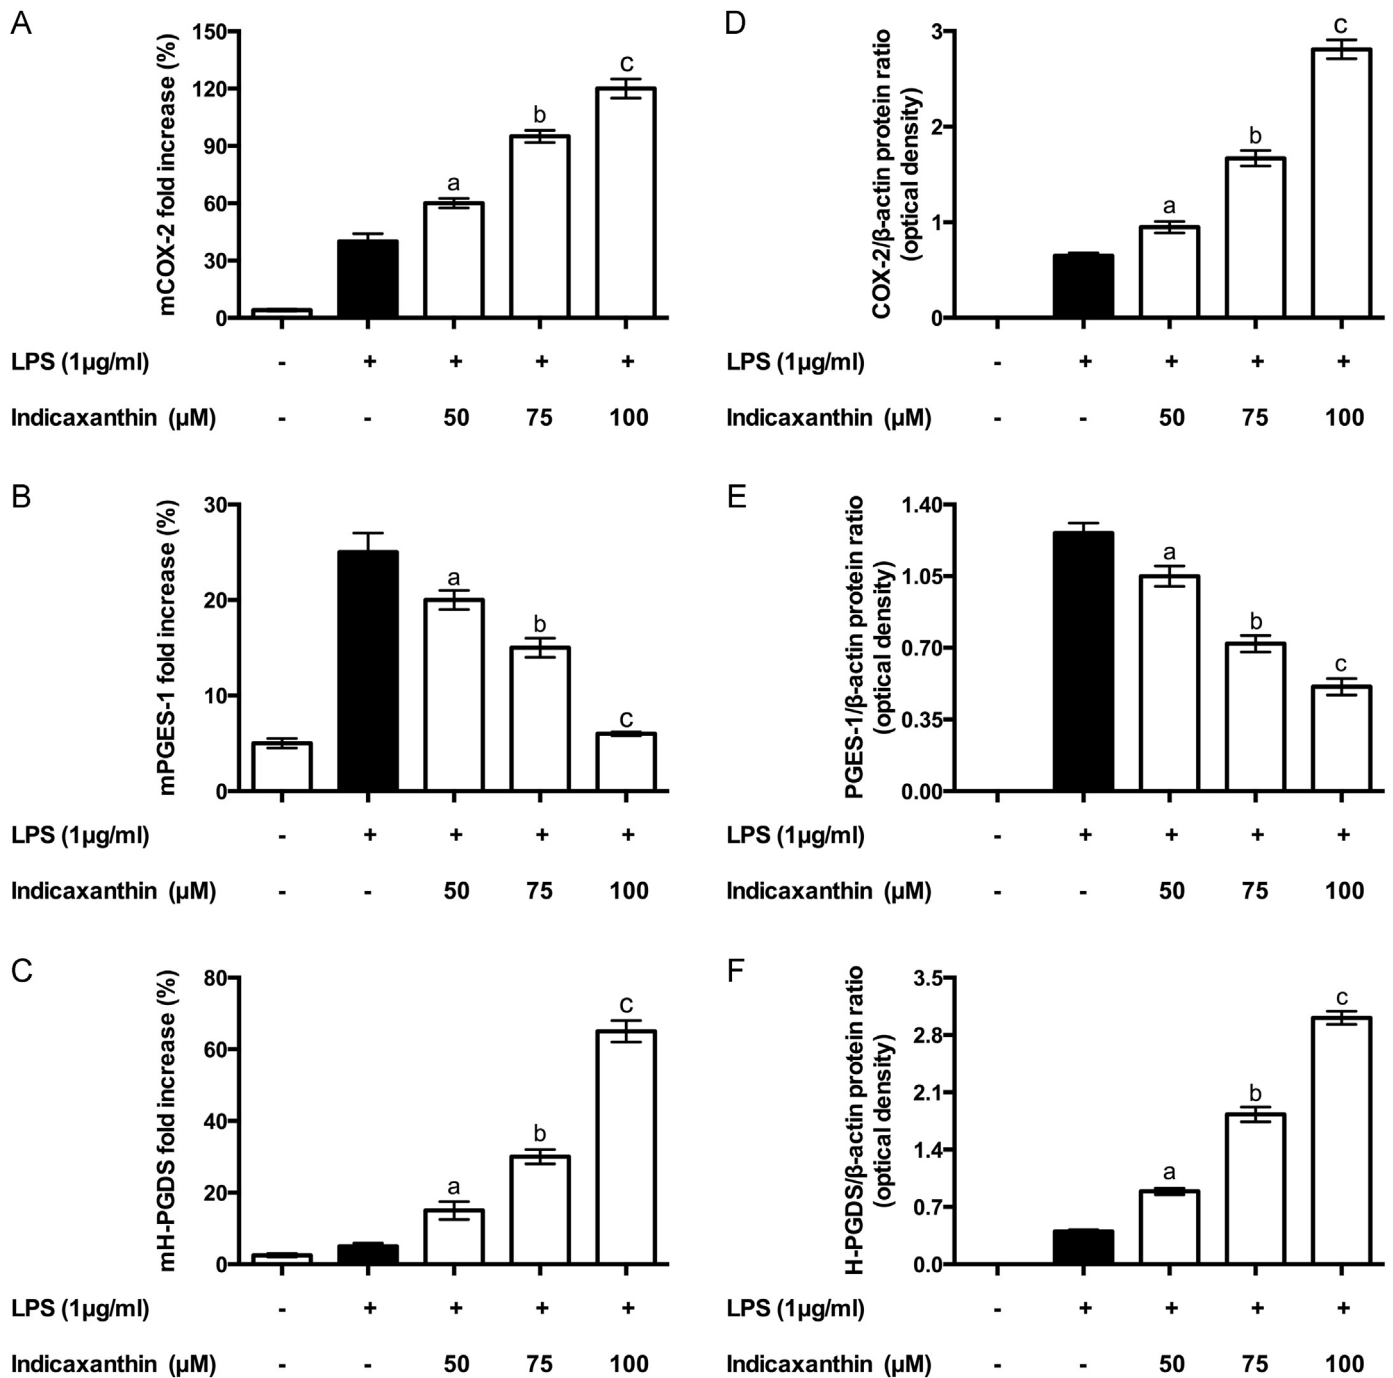 A
mCOX-2 fold increase (%)
150
120
90
60
30
0
a
b
c
LPS (1µg/ml) - + + + +
Indicaxanthin (µM) - - 50 75 100
D
COX-2/β-actin protein ratio
(optical density)
3
2
1
0
a
b
c
LPS (1µg/ml) - + + + +
Indicaxanthin (µM) - - 50 75 100
B
mPGES-1 fold increase (%)
30
20
10
0
a
b
c
LPS (1µg/ml) - + + + +
Indicaxanthin (µM) - - 50 75 100
E
PGES-1/β-actin protein ratio
(optical density)
1.40
1.05
0.70
0.35
0.00
a
b
c
LPS (1µg/ml) - + + + +
Indicaxanthin (µM) - - 50 75 100
C
mH-PGDS fold increase (%)
80
60
40
20
0
a
b
c
LPS (1µg/ml) - + + + +
Indicaxanthin (µM) - - 50 75 100
F
H-PGDS/β-actin protein ratio
(optical density)
3.5
2.8
2.1
1.4
0.7
0.0
a
b
c
LPS (1µg/ml) - + + + +
Indicaxanthin (µM) - - 50 75 100